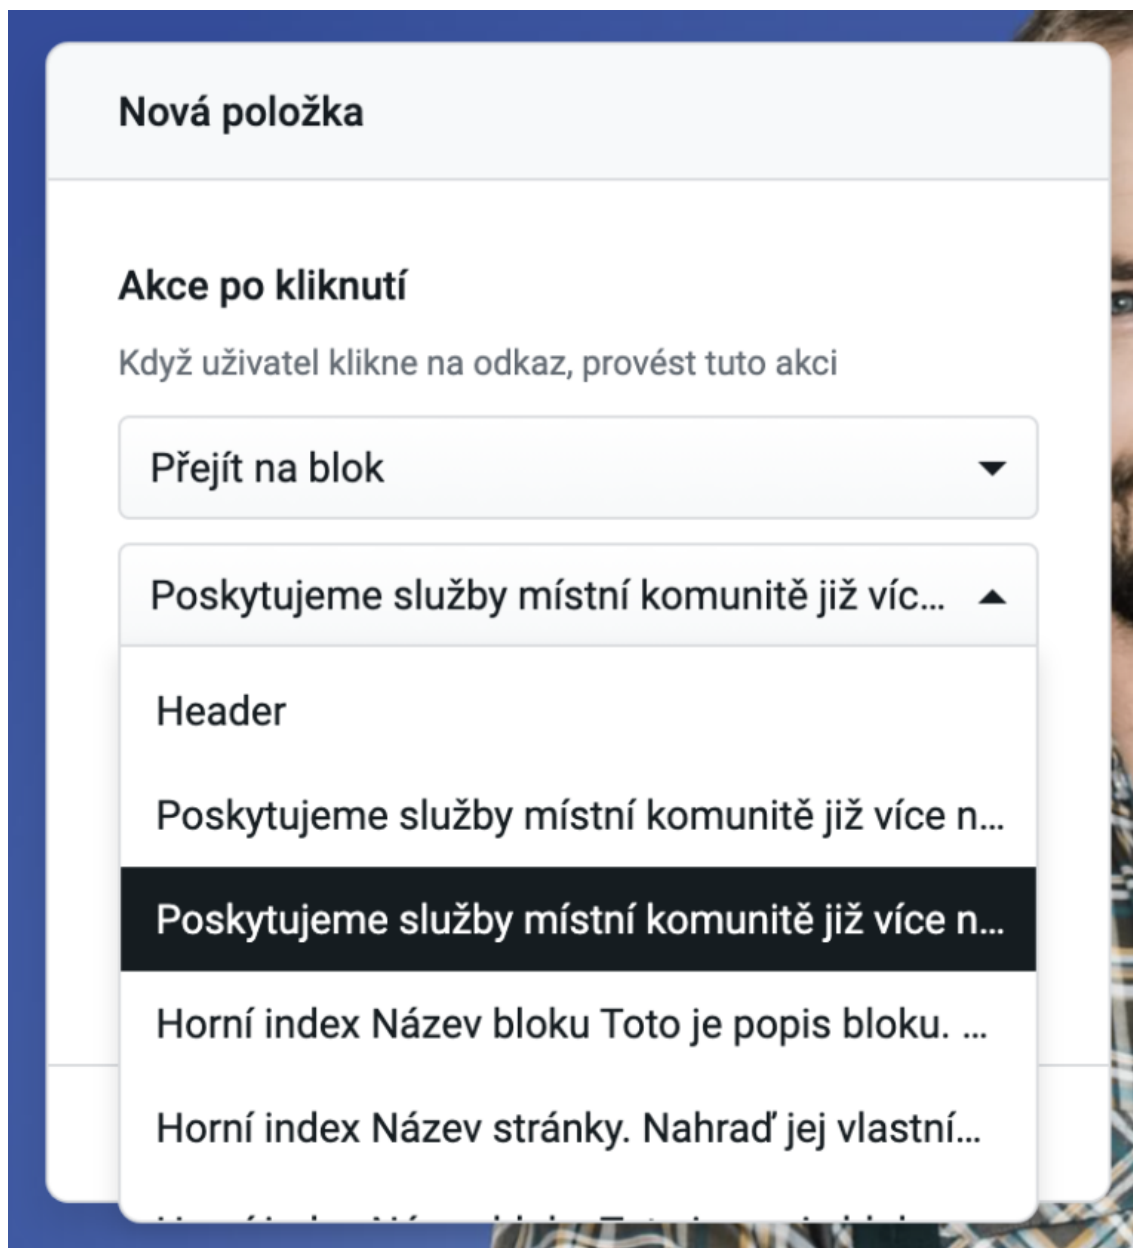 Nová položka
Akce po kliknutí
Když uživatel klikne na odkaz, provést tuto akci
Přejít na blok
Poskytujeme služby místní komunitě již víc...
Header
Poskytujeme služby místní komunitě již více n...
Poskytujeme služby místní komunitě již více n...
Horní index Název bloku Toto je popis bloku. ...
Horní index Název stránky. Nahraď jej vlastní...